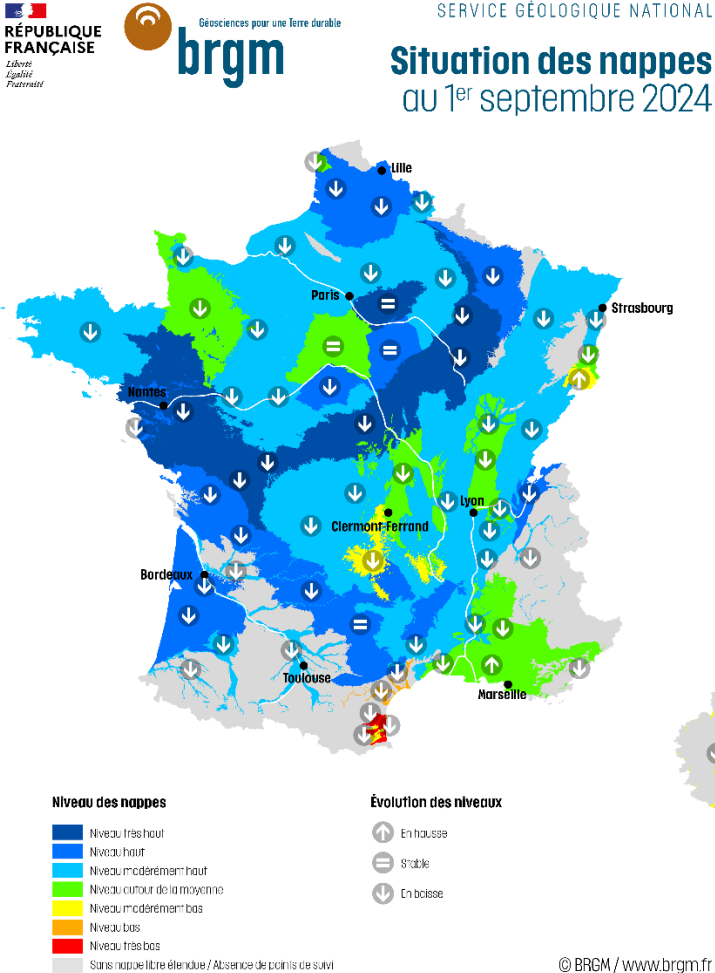 RÉPUBLIQUE
FRANÇAISE
Liberté
Égalité
Fraternité
Géosciences pour une Terre durable
brgm
SERVICE GÉOLOGIQUE NATIONAL
Situation des nappes
au 1er septembre 2024
Lille
Paris
Strasbourg
Nantes
Lyon
Clermont-Ferrand
Bordeaux
Toulouse
Marseille
Niveau des nappes
Niveau très haut
Niveau haut
Niveau modérément haut
Niveau autour de la moyenne
Niveau modérément bas
Niveau bas
Niveau très bas
Sans nappe libre étendue / Absence de points de suivi
Évolution des niveaux
En hausse
Stable
En baisse
© BRGM / www.brgm.fr